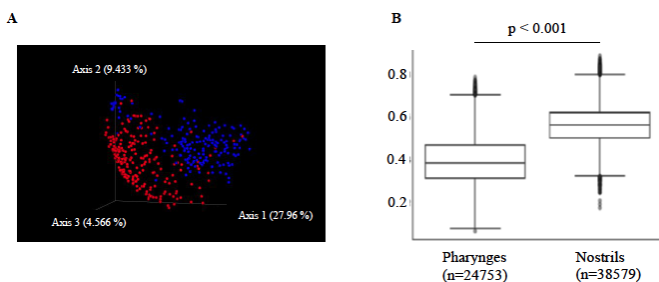 A
Axis 2 (9.433 %)
Axis 3 (4.566 %)
Axis 1 (27.96 %)
B
p < 0.001
0.8
0.6
0.4
0.2
Pharynges
(n=24753)
Nostrils
(n=38579)